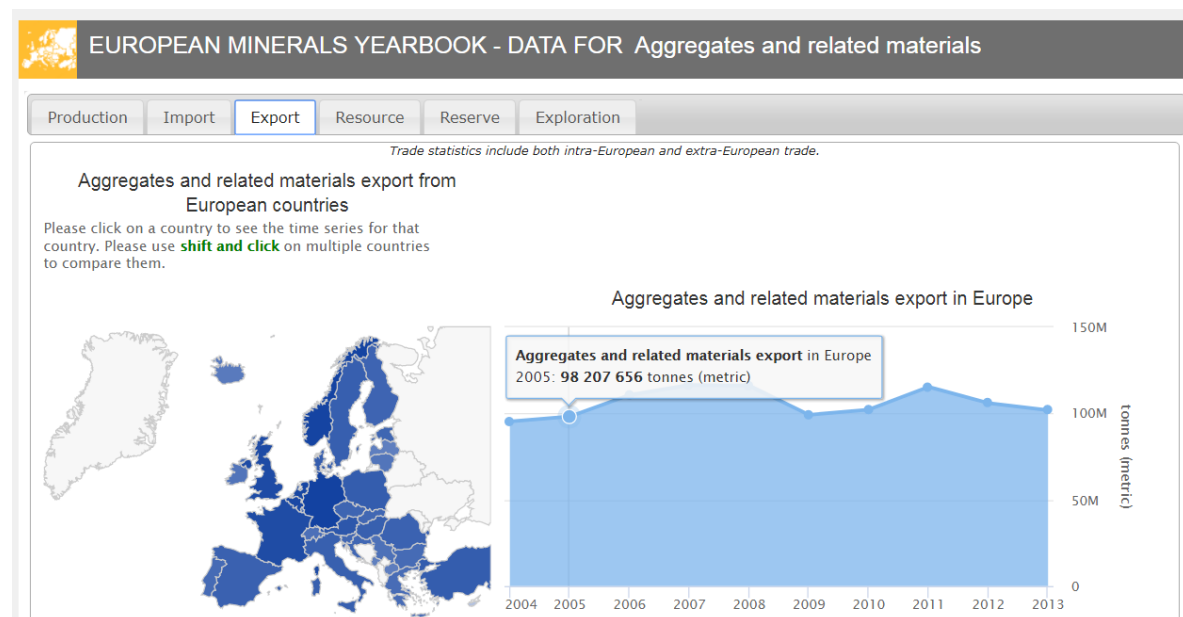 EUROPEAN MINERALS YEARBOOK - DATA FOR Aggregates and related materials
Production Import Export Resource Reserve Exploration
Trade statistics include both intra-European and extra-European trade.
Aggregates and related materials export from
European countries
Please click on a country to see the time series for that
country. Please use shift and click on multiple countries
to compare them.
Aggregates and related materials export in Europe
Aggregates and related materials export in Europe
2005: 98 207 656 tonnes (metric)
150M
100M
50M
0
tonnes (metric)
2004 2005 2006 2007 2008 2009 2010 2011 2012 2013